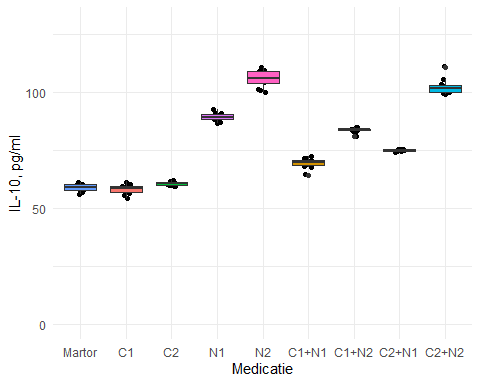 IL-10, pg/ml
100
50
0
Martor C1 C2 N1 N2 C1+N1 C1+N2 C2+N1 C2+N2
Medicatie